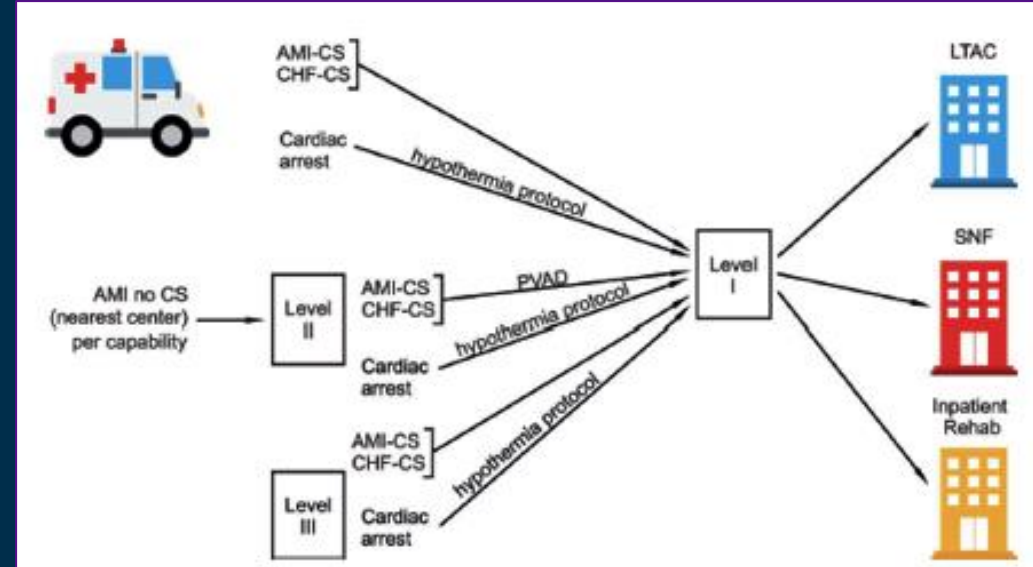 AMI-CS
CHF-CS
Cardiac
arrest
hypothermia protocol
AMI no CS
(nearest center)
per capability
Level
II
AMI-CS
CHF-CS
PVAD
Cardiac
arrest
hypothermia protocol
Level
III
AMI-CS
CHF-CS
Cardiac
arrest
hypothermia protocol
Level
I
LTAC
SNF
Inpatient
Rehab